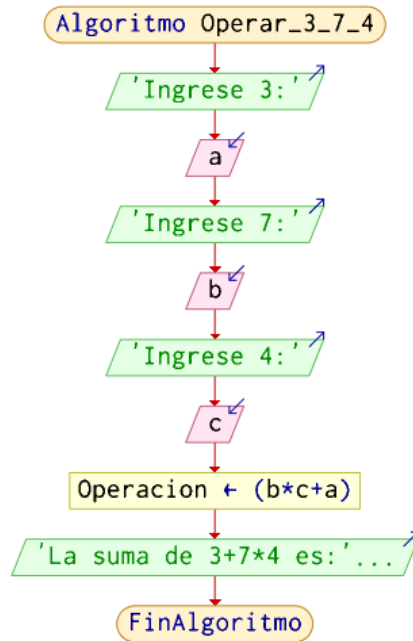 Algoritmo Operar_3_7_4
'Ingrese 3:'
a
'Ingrese 7:'
b
'Ingrese 4:'
c
Operacion ← (b*c+a)
'La suma de 3+7*4 es:'...
FinAlgoritmo